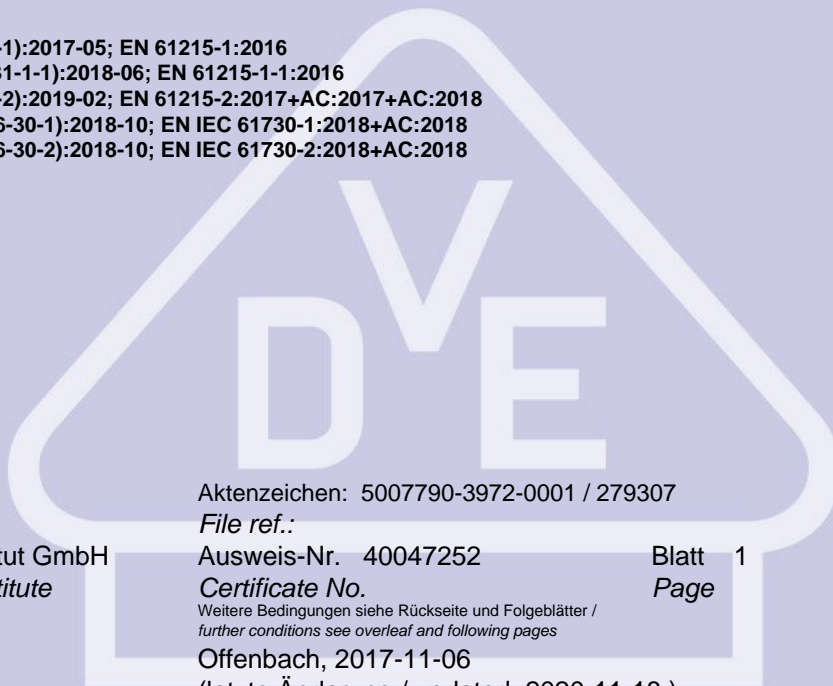 -1):2017-05; EN 61215-1:2016
31-1-1):2018-06; EN 61215-1-1:2016
-2):2019-02; EN 61215-2:2017+AC:2017+AC:2018
6-30-1):2018-10; EN IEC 61730-1:2018+AC:2018
6-30-2):2018-10; EN IEC 61730-2:2018+AC:2018
VDE
Aktenzeichen: 5007790-3972-0001 / 279307
File ref.:
tut GmbH Ausweis-Nr. 40047252 Blatt 1
titute Certificate No. Page
Weitere Bedingungen siehe Rückseite und Folgeblätter /
further conditions see overleaf and following pages
Offenbach, 2017-11-06